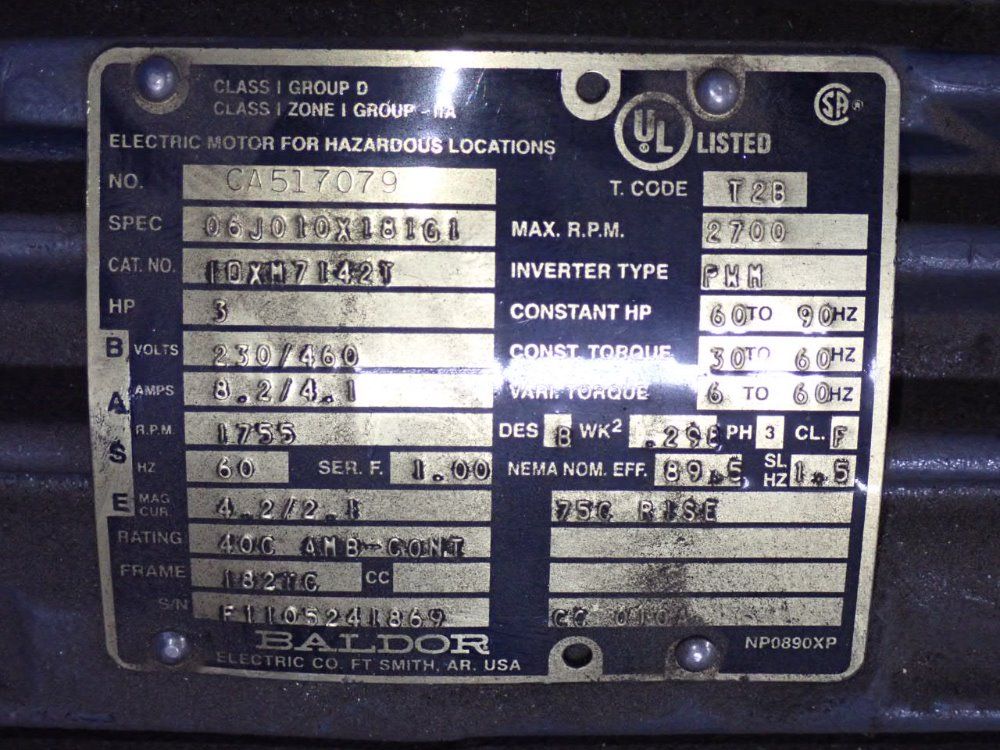 CLASS I GROUP D
CLASS I ZONE I GROUP - IIA
ELECTRIC MOTOR FOR HAZARDOUS LOCATIONS
UL LISTED
SA ®
NO. CA517079
T. CODE T2B
SPEC 06J010X181G1
MAX. R.P.M. 2700
CAT. NO. IDXM7142T
INVERTER TYPE PWM
HP 3
CONSTANT HP 60 TO 90 HZ
BASE
VOLTS 230/460
CONST. TORQUE 30 TO 60 HZ
AMPS 8.2/4.1
VARI. TORQUE 6 TO 60 HZ
R.P.M. 1755
DES B WK² PH 3 CL. F
HZ 60 SER. F. 1.00
NEMA NOM. EFF. 89.5 SL HZ 1.5
MAG CUR. 4.2/2.1
75C RISE
RATING 40C AMB-CONT
FRAME 182TC CC
S/N F1105241869
CC 010A
BALDOR
ELECTRIC CO. FT SMITH, AR. USA
NP0890XP